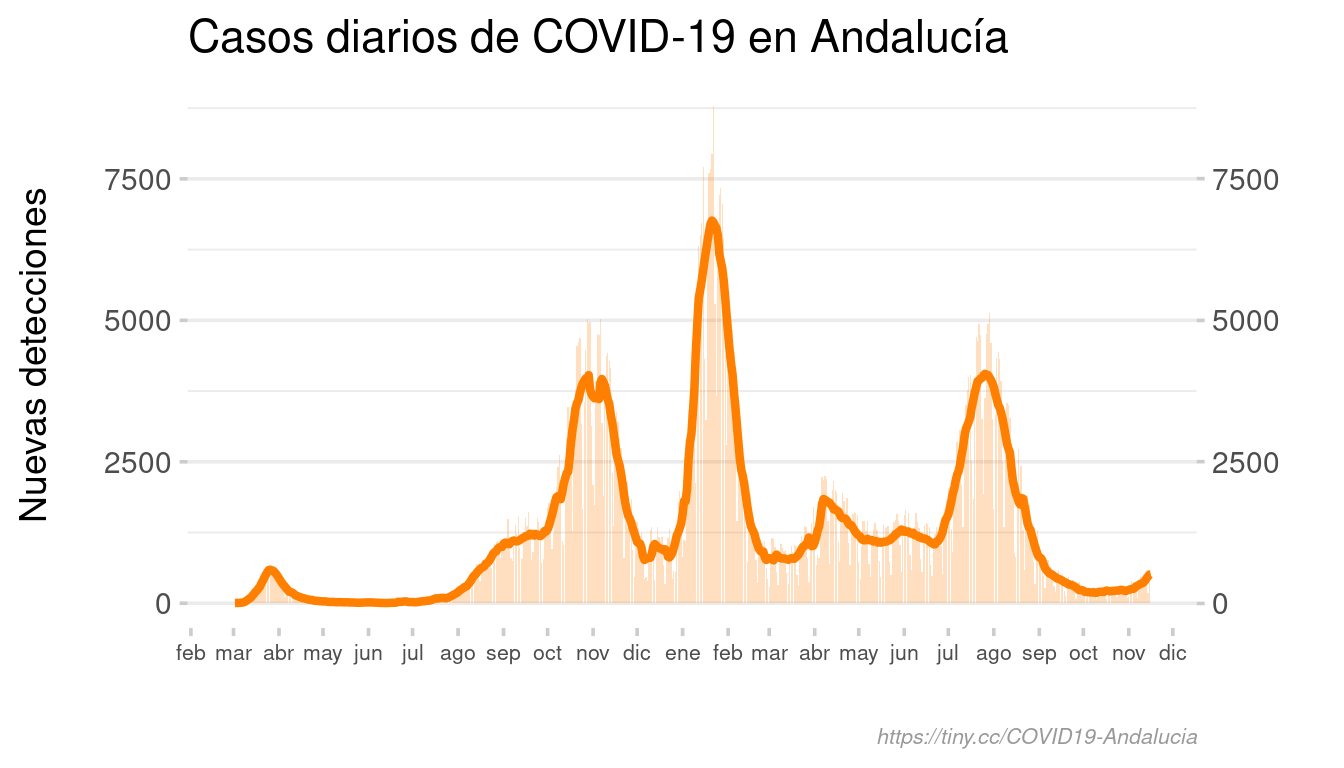 Casos diarios de COVID-19 en Andalucía
Nuevas detecciones
7500 7500
5000 5000
2500 2500
0 0
feb mar abr may jun jul ago sep oct nov dic ene feb mar abr may jun jul ago sep oct nov dic
https://tiny.cc/COVID19-Andalucia